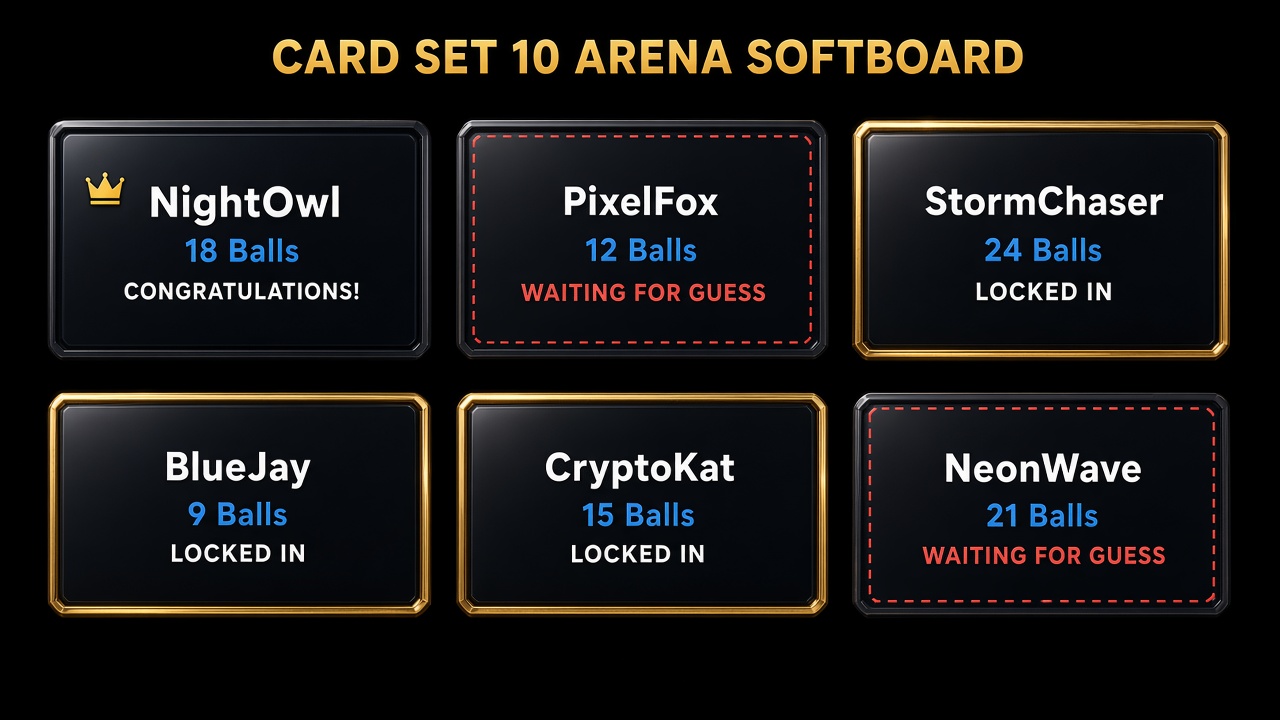 CARD SET 10 ARENA SOFTBOARD
NightOwl
18 Balls
CONGRATULATIONS!
PixelFox
12 Balls
WAITING FOR GUESS
StormChaser
24 Balls
LOCKED IN
BlueJay
9 Balls
LOCKED IN
CryptoKat
15 Balls
LOCKED IN
NeonWave
21 Balls
WAITING FOR GUESS